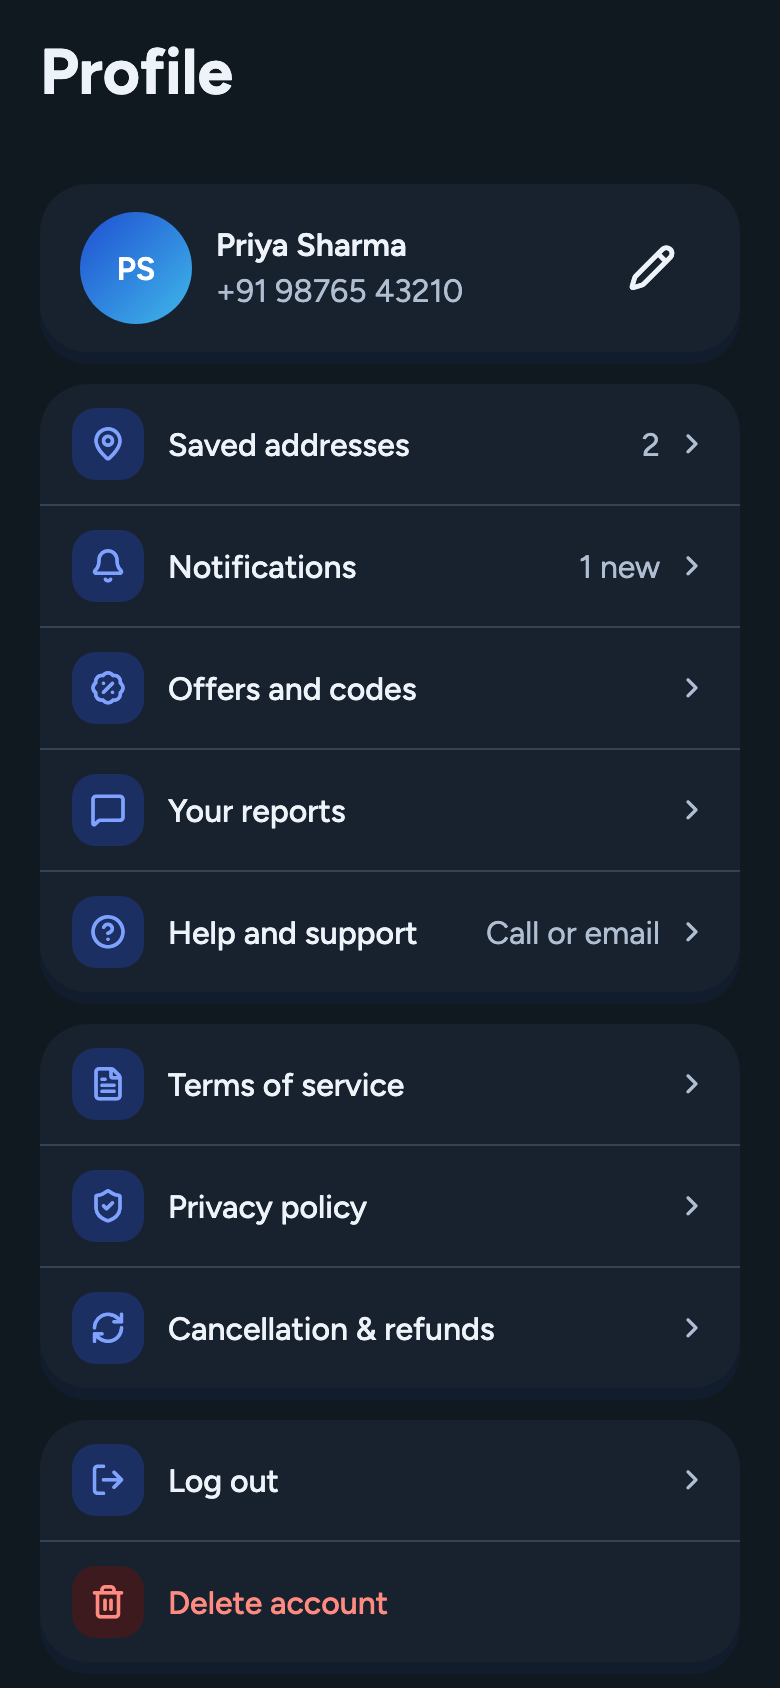 Profile
PS
Priya Sharma
+91 98765 43210
Saved addresses 2
Notifications 1 new
Offers and codes
Your reports
Help and support Call or email
Terms of service
Privacy policy
Cancellation & refunds
Log out
Delete account